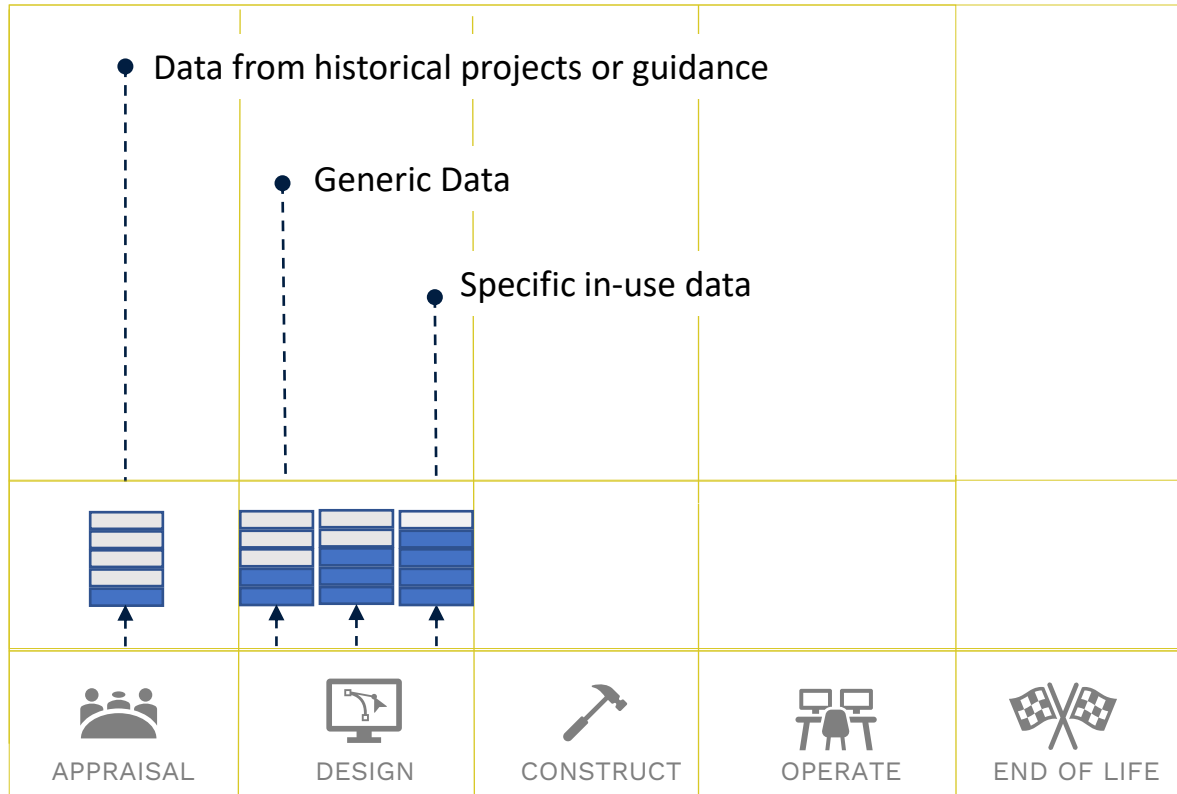 Data from historical projects or guidance
Generic Data
Specific in-use data
APPRAISAL
DESIGN
CONSTRUCT
OPERATE
END OF LIFE